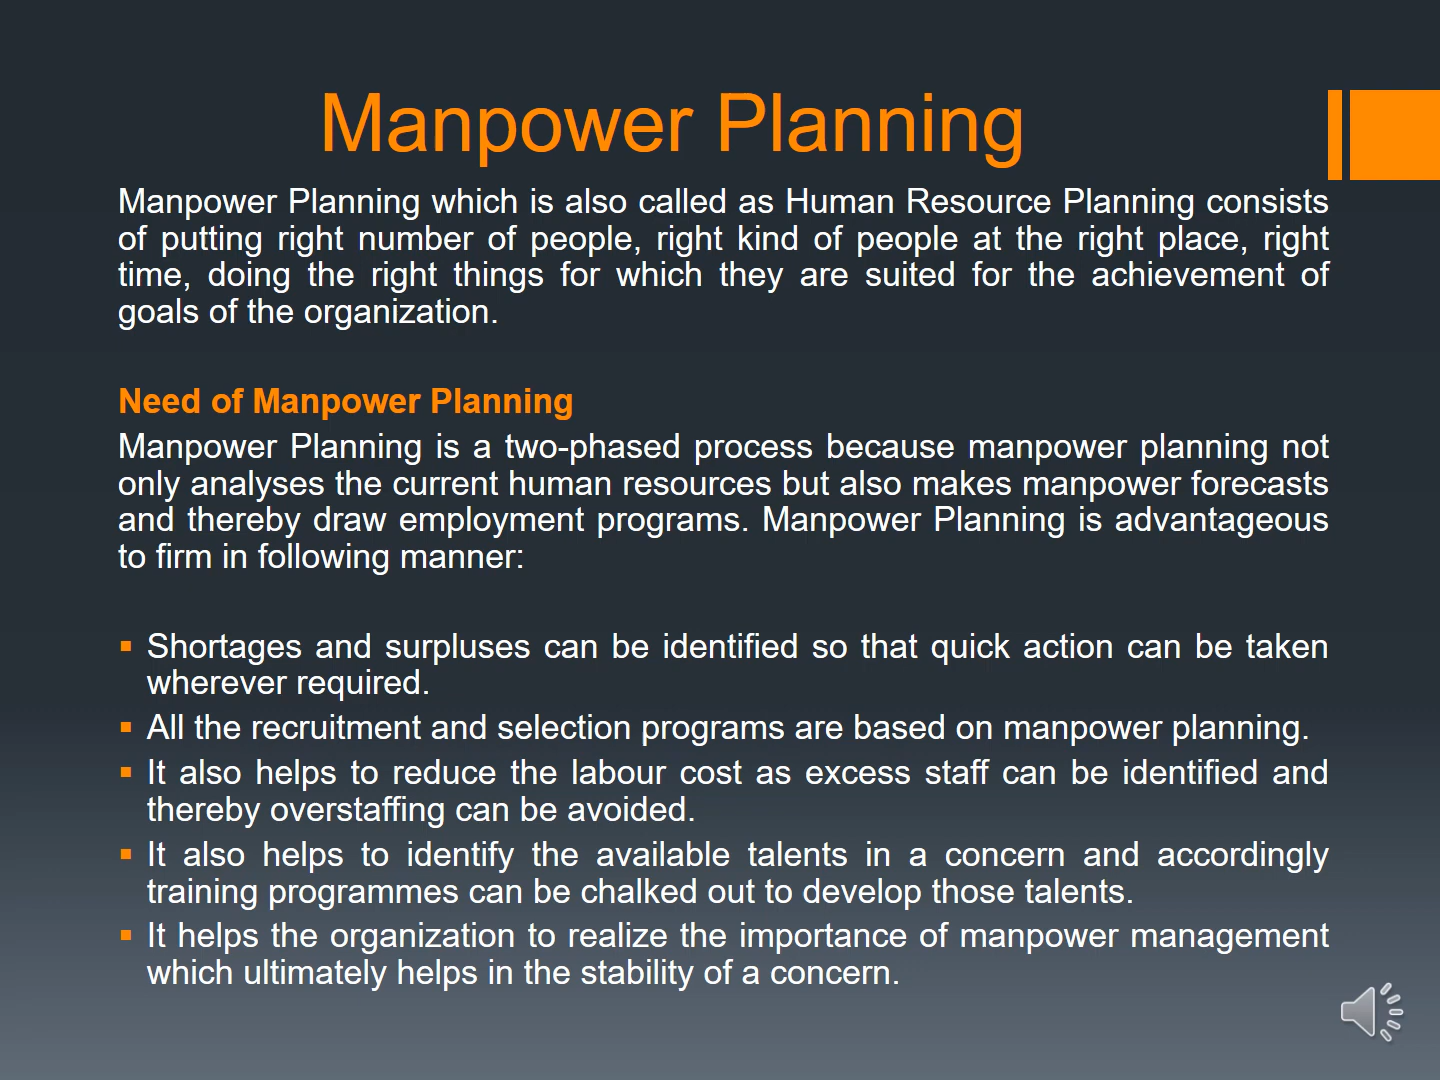 Manpower Planning
Manpower Planning which is also called as Human Resource Planning consists
of putting right number of people, right kind of people at the right place, right
time, doing the right things for which they are suited for the achievement of
goals of the organization.
Need of Manpower Planning
Manpower Planning is a two-phased process because manpower planning not
only analyses the current human resources but also makes manpower forecasts
and thereby draw employment programs. Manpower Planning is advantageous
to firm in following manner:
Shortages and surpluses can be identified so that quick action can be taken
wherever required.
All the recruitment and selection programs are based on manpower planning.
It also helps to reduce the labour cost as excess staff can be identified and
thereby overstaffing can be avoided.
It also helps to identify the available talents in a concern and accordingly
training programmes can be chalked out to develop those talents.
It helps the organization to realize the importance of manpower management
which ultimately helps in the stability of a concern.